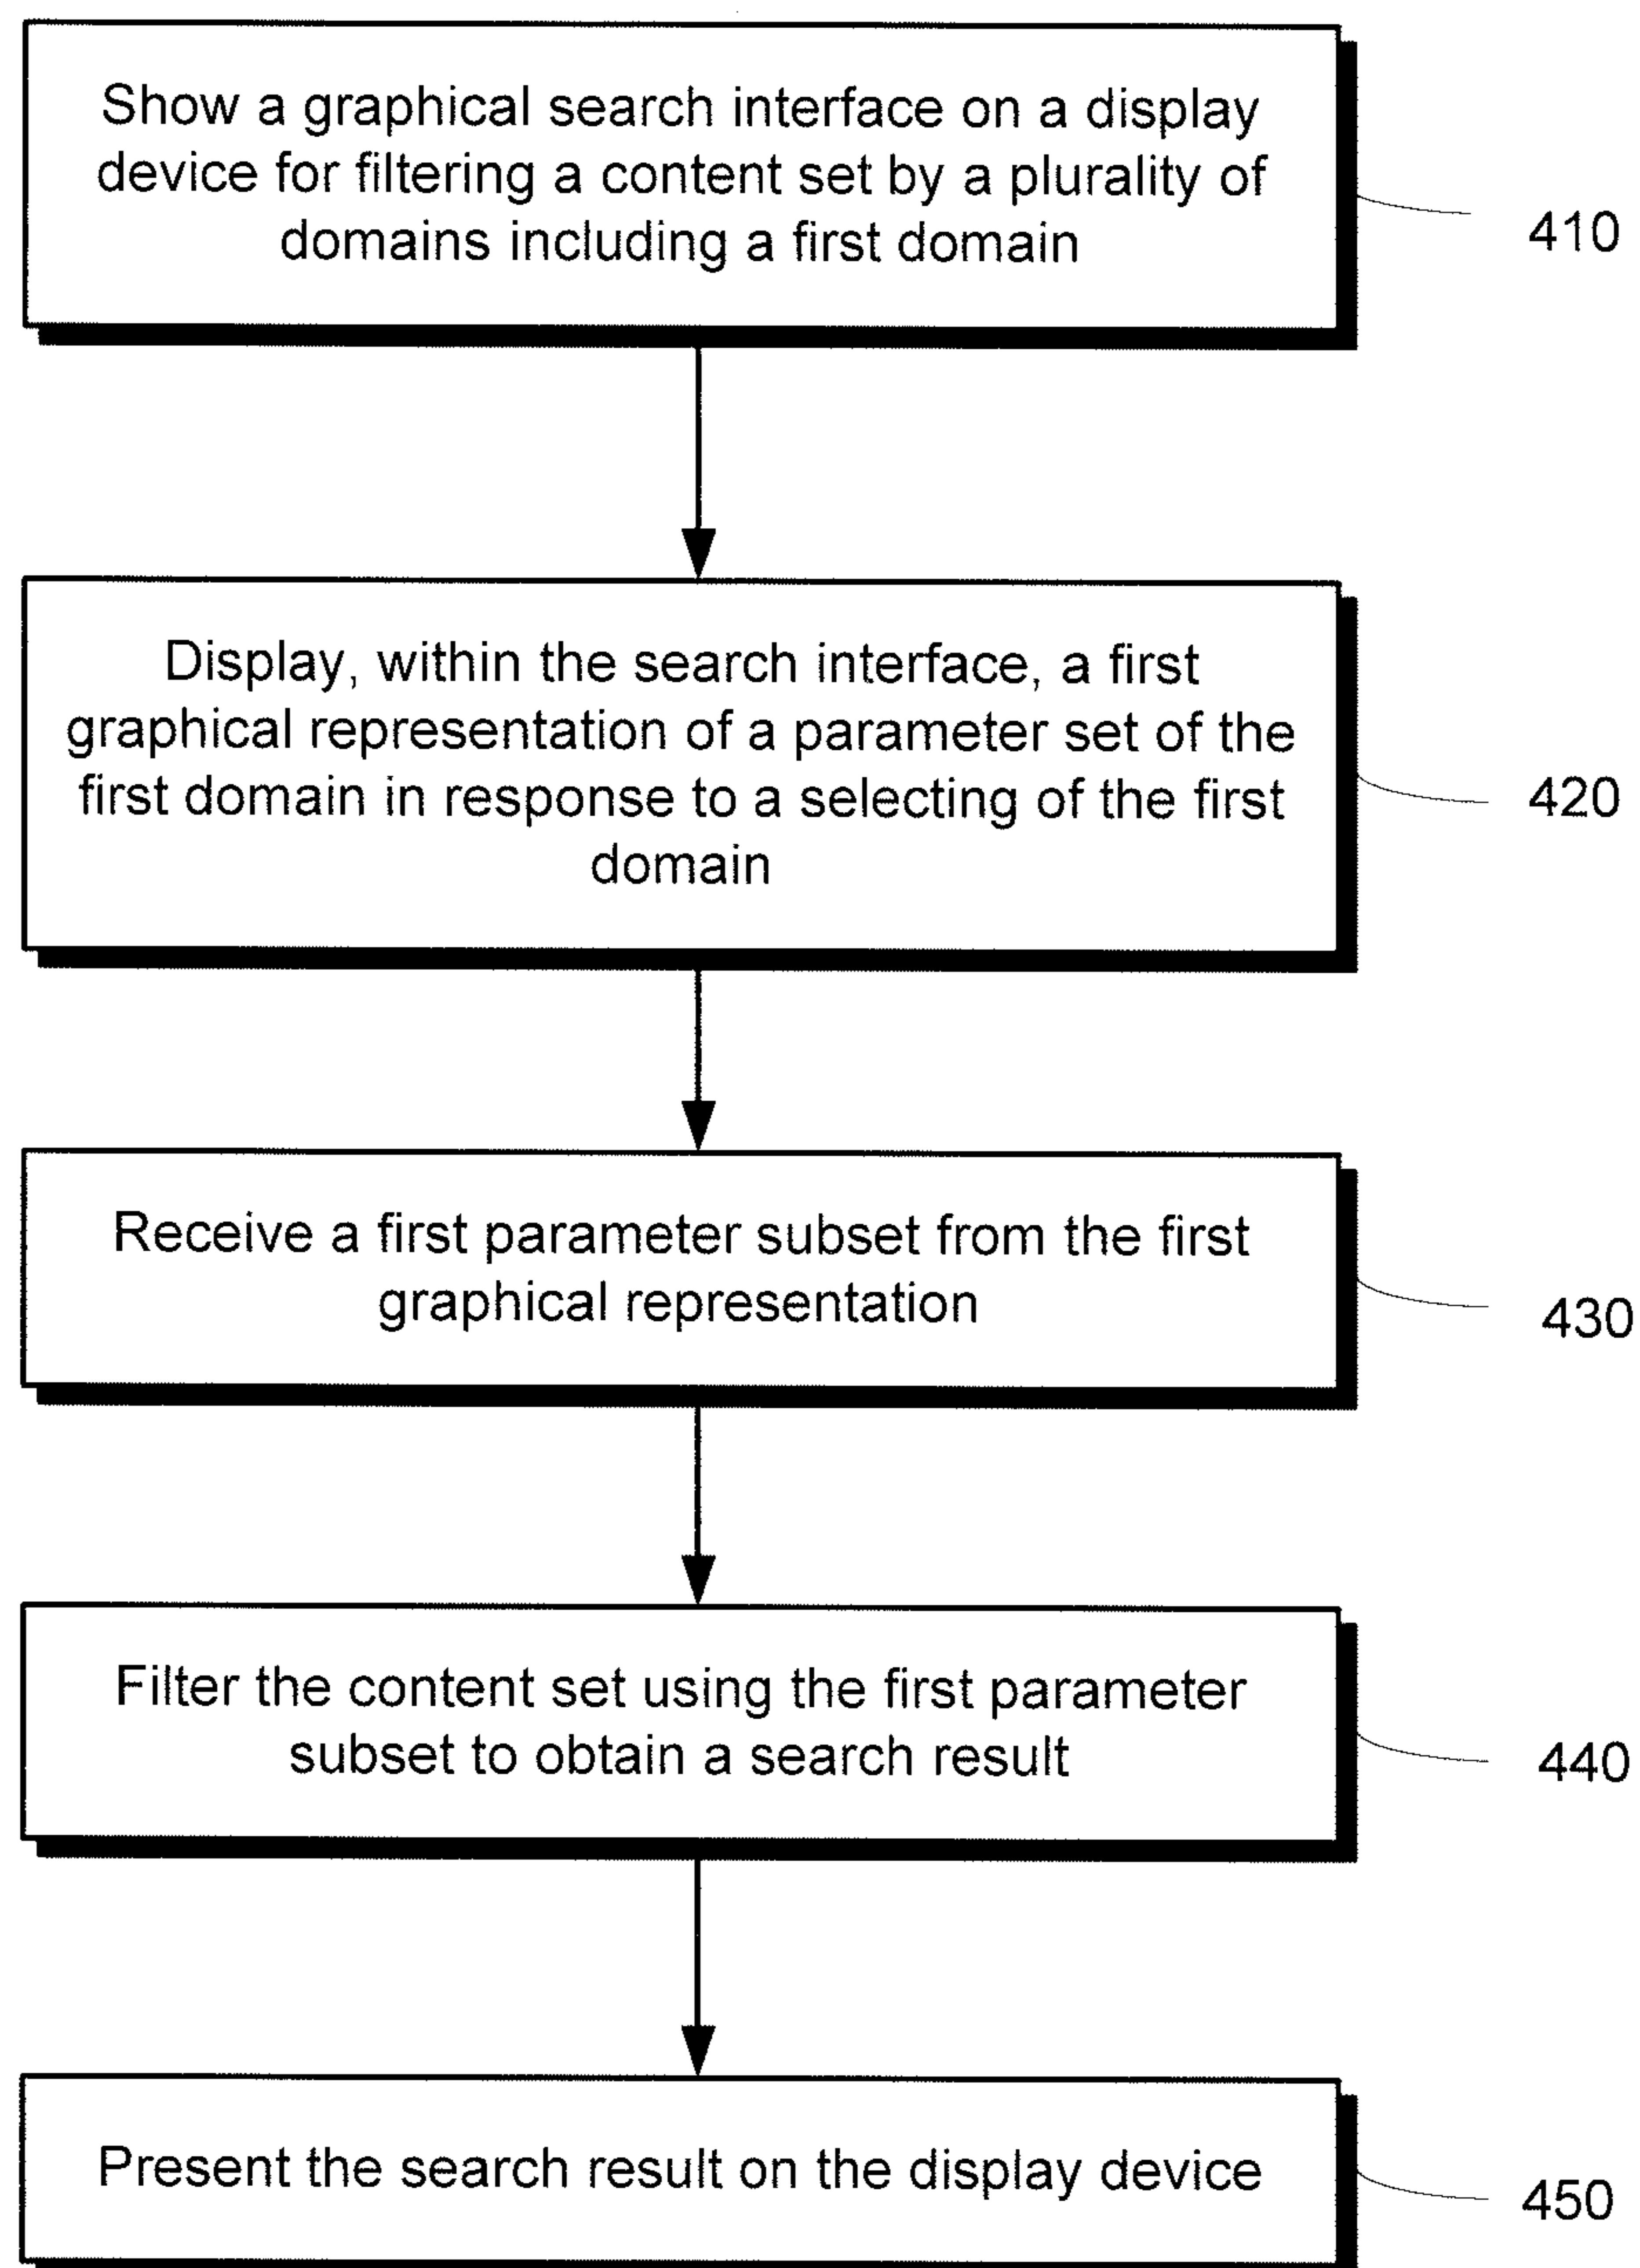 Show a graphical search interface on a display
device for filtering a content set by a plurality of
domains including a first domain
410
Display, within the search interface, a first
graphical representation of a parameter set of the
first domain in response to a selecting of the first
domain
420
Receive a first parameter subset from the first
graphical representation
430
Filter the content set using the first parameter
subset to obtain a search result
440
Present the search result on the display device
450